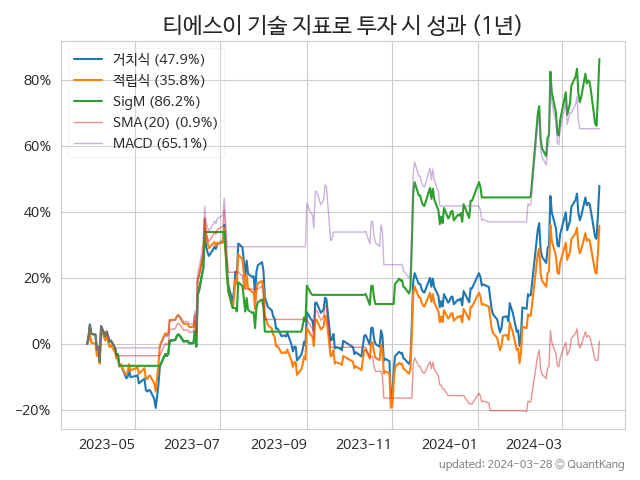 티에스이 기술 지표로 투자 시 성과 (1년)
거치식 (47.9%)
적립식 (35.8%)
SigM (86.2%)
SMA(20) (0.9%)
MACD (65.1%)
80%
60%
40%
20%
0%
−20%
2023-05 2023-07 2023-09 2023-11 2024-01 2024-03
updated: 2024-03-28 © QuantKang